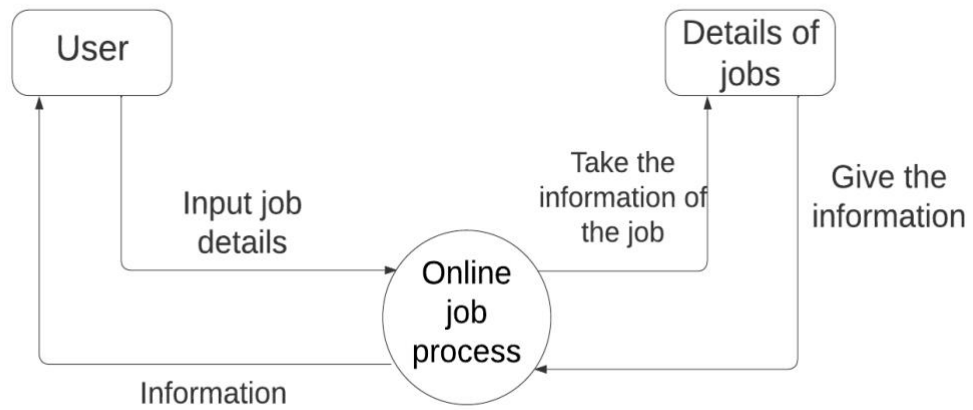 User
Details of
jobs
Input job
details
Take the
information of
the job
Give the
information
Online
job
process
Information